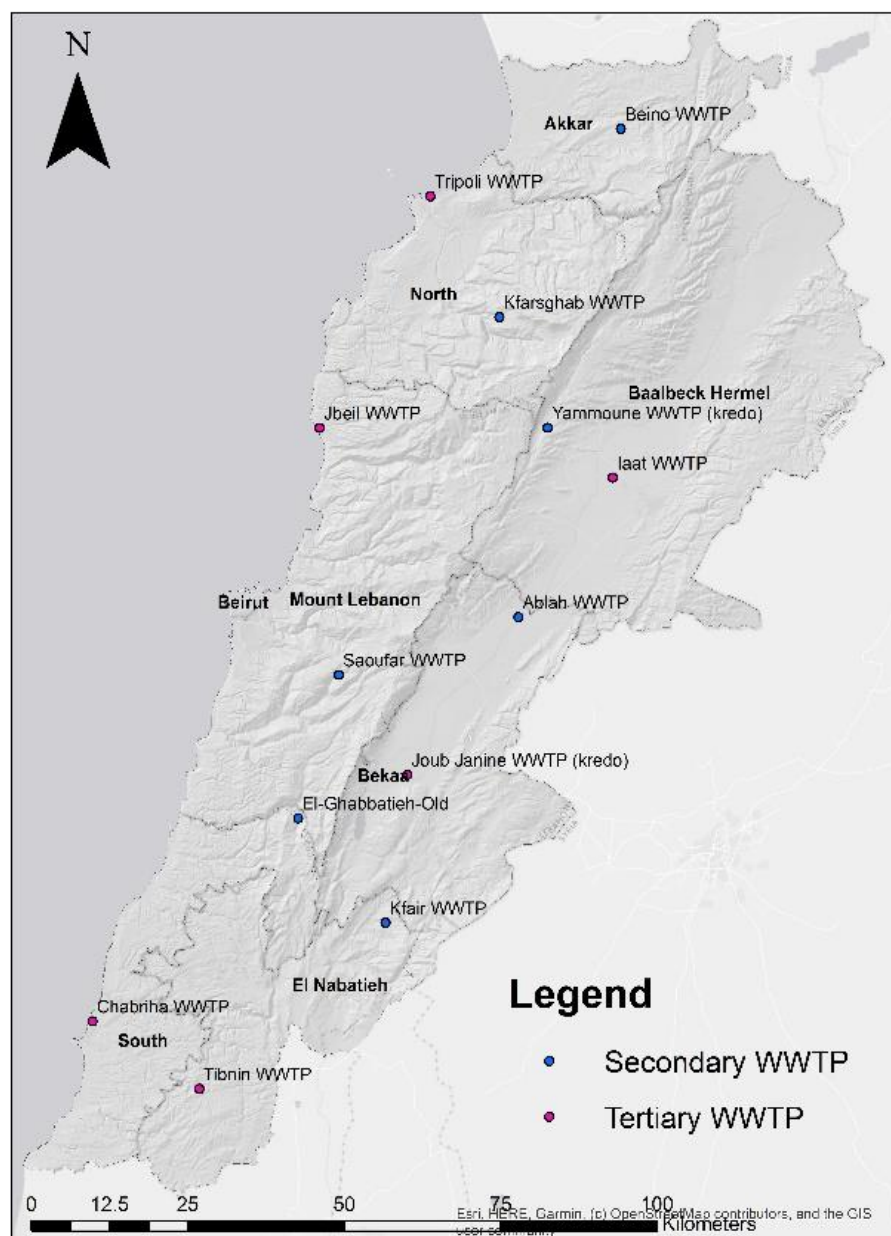 N
Beino WWTP
Akkar
Tripoli WWTP
North
Kfarsghab WWTP
Baalbeck Hermel
Jbeil WWTP
Yammoune WWTP (kredo)
Iaat WWTP
Beirut
Mount Lebanon
Ablah WWTP
Saoufar WWTP
Joub Janine WWTP (kredo)
Bekaa
El-Ghabbatieh-Old
Kfair WWTP
El Nabatieh
Chabriha WWTP
South
Tibnin WWTP
Legend
Secondary WWTP
Tertiary WWTP
0 12.5 25 50 75 100
Kilometers
Esri, HERE, Garmin, (c) OpenStreetMap contributors, and the GIS
user community